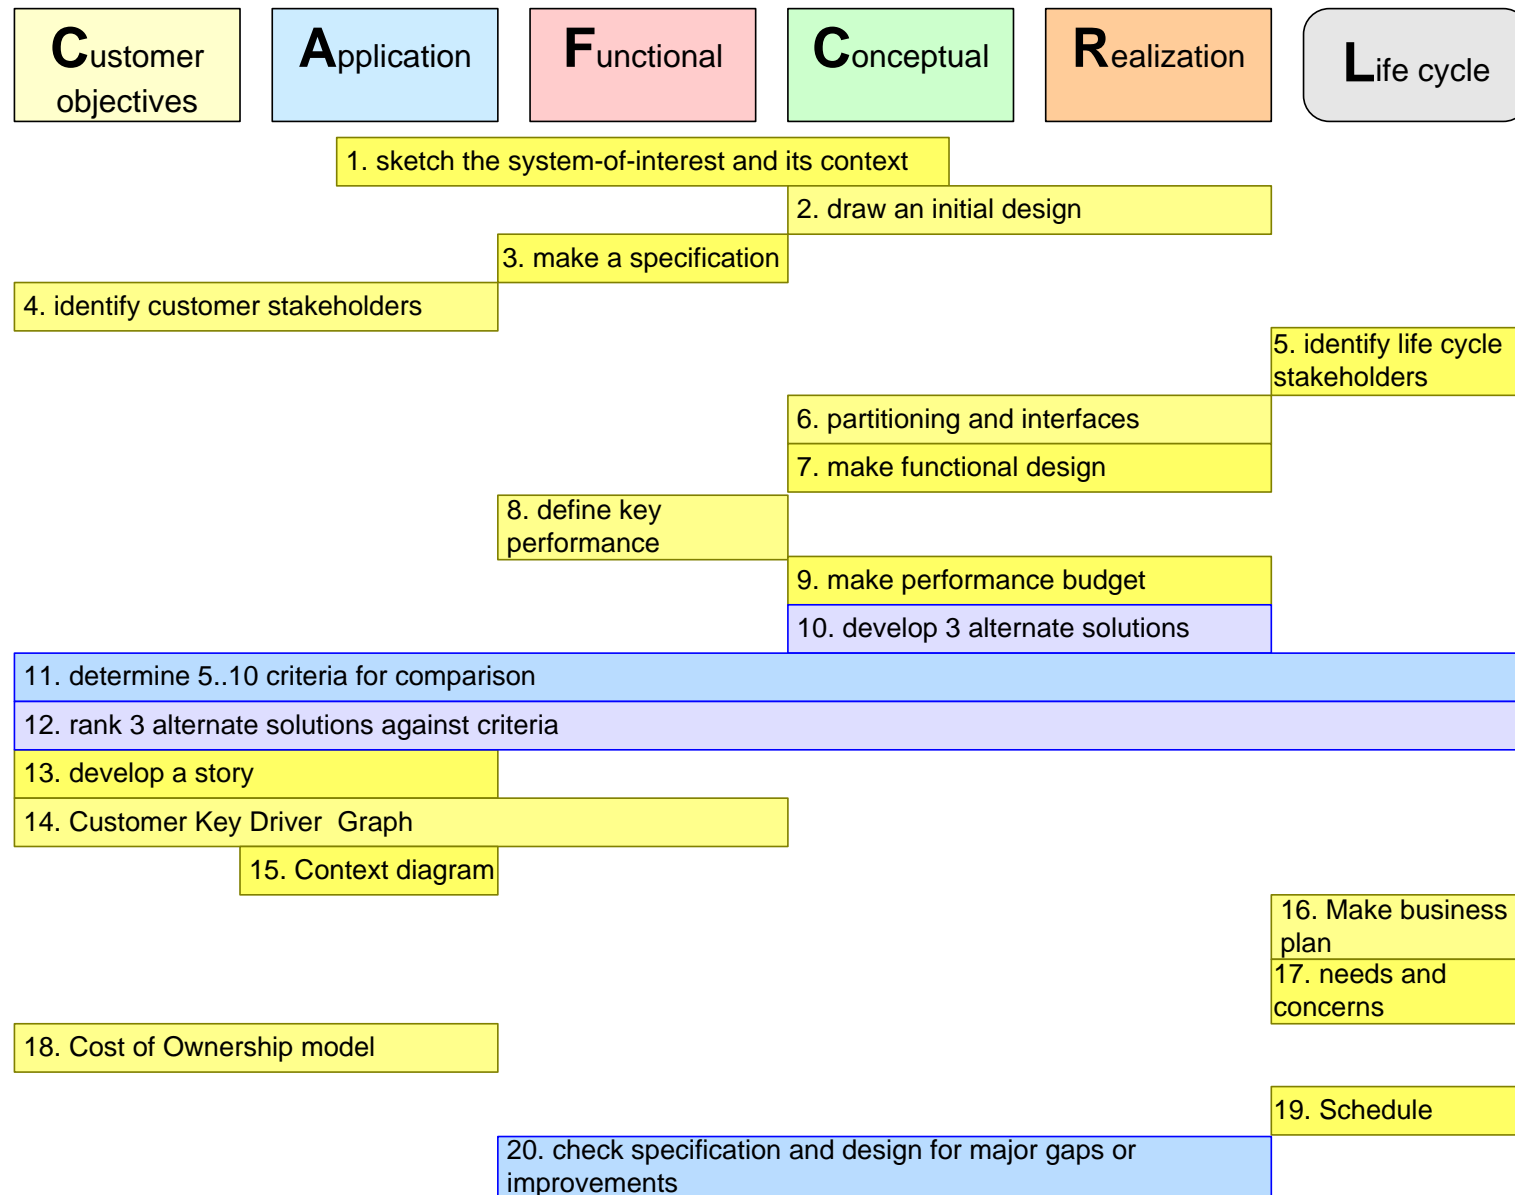 Customer
objectives
Application
Functional
Conceptual
Realization
Life cycle
1. sketch the system-of-interest and its context
2. draw an initial design
3. make a specification
4. identify customer stakeholders
5. identify life cycle
stakeholders
6. partitioning and interfaces
7. make functional design
8. define key
performance
9. make performance budget
10. develop 3 alternate solutions
11. determine 5..10 criteria for comparison
12. rank 3 alternate solutions against criteria
13. develop a story
14. Customer Key Driver  Graph
15. Context diagram
16. Make business
plan
17. needs and
concerns
18. Cost of Ownership model
19. Schedule
20. check specification and design for major gaps or
improvements